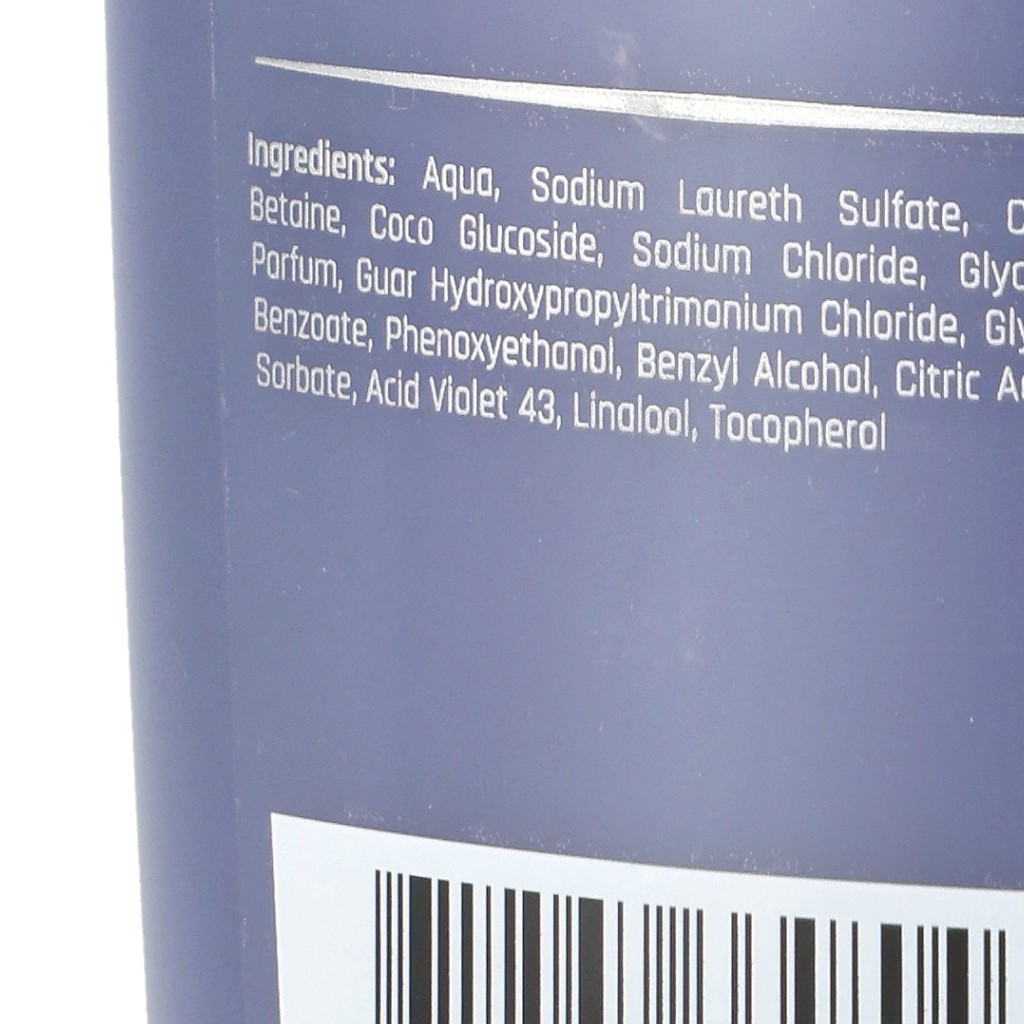 Ingredients: Aqua, Sodium Laureth Sulfate,
Betaine, Coco Glucoside, Sodium Chloride,
Parfum, Guar Hydroxypropyltrimonium Chloride,
Benzoate, Phenoxyethanol, Benzyl Alcohol, Citric
Sorbate, Acid Violet 43, Linalool, Tocopherol